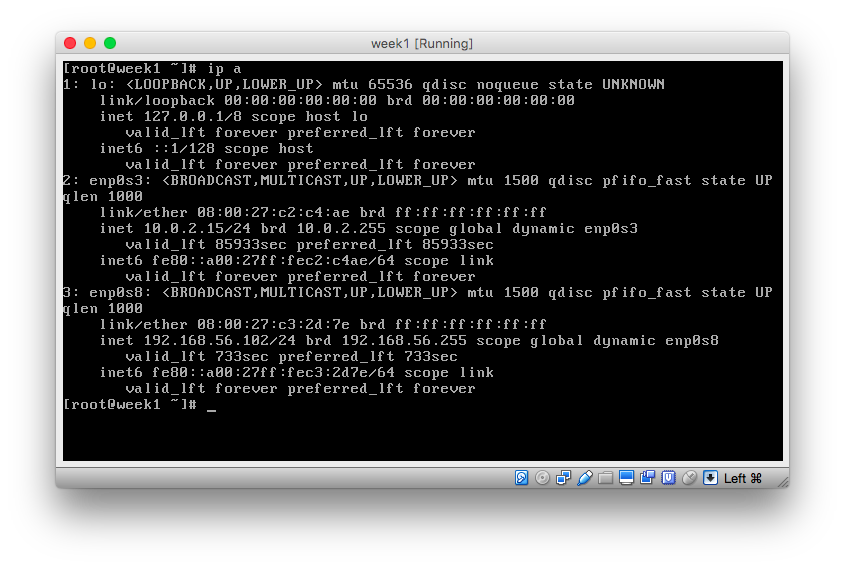 week1 [Running]
[root@week1 ~]# ip a
1: lo: <LOOPBACK,UP,LOWER_UP> mtu 65536 qdisc noqueue state UNKNOWN
link/loopback 00:00:00:00:00:00 brd 00:00:00:00:00:00
inet 127.0.0.1/8 scope host lo
valid_lft forever preferred_lft forever
inet6 ::1/128 scope host
valid_lft forever preferred_lft forever
2: enp0s3: <BROADCAST,MULTICAST,UP,LOWER_UP> mtu 1500 qdisc pfifo_fast state UP
qlen 1000
link/ether 08:00:27:c2:c4:ae brd ff:ff:ff:ff:ff:ff
inet 10.0.2.15/24 brd 10.0.2.255 scope global dynamic enp0s3
valid_lft 85933sec preferred_lft 85933sec
inet6 fe80::a00:27ff:fec2:c4ae/64 scope link
valid_lft forever preferred_lft forever
3: enp0s8: <BROADCAST,MULTICAST,UP,LOWER_UP> mtu 1500 qdisc pfifo_fast state UP
qlen 1000
link/ether 08:00:27:c3:2d:7e brd ff:ff:ff:ff:ff:ff
inet 192.168.56.102/24 brd 192.168.56.255 scope global dynamic enp0s8
valid_lft 733sec preferred_lft 733sec
inet6 fe80::a00:27ff:fec3:2d7e/64 scope link
valid_lft forever preferred_lft forever
[root@week1 ~]# _
Left ⌘